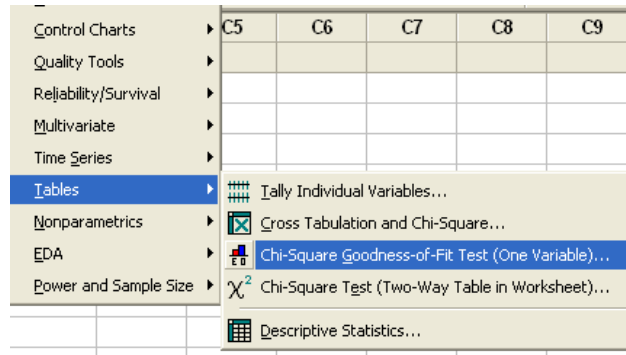 Control Charts
C5 C6 C7 C8 C9
Quality Tools
Reliability/Survival
Multivariate
Time Series
Tables
Tally Individual Variables...
Cross Tabulation and Chi-Square...
Nonparametrics
EDA
Chi-Square Goodness-of-Fit Test (One Variable)...
Power and Sample Size
χ² Chi-Square Test (Two-Way Table in Worksheet)...
Descriptive Statistics...